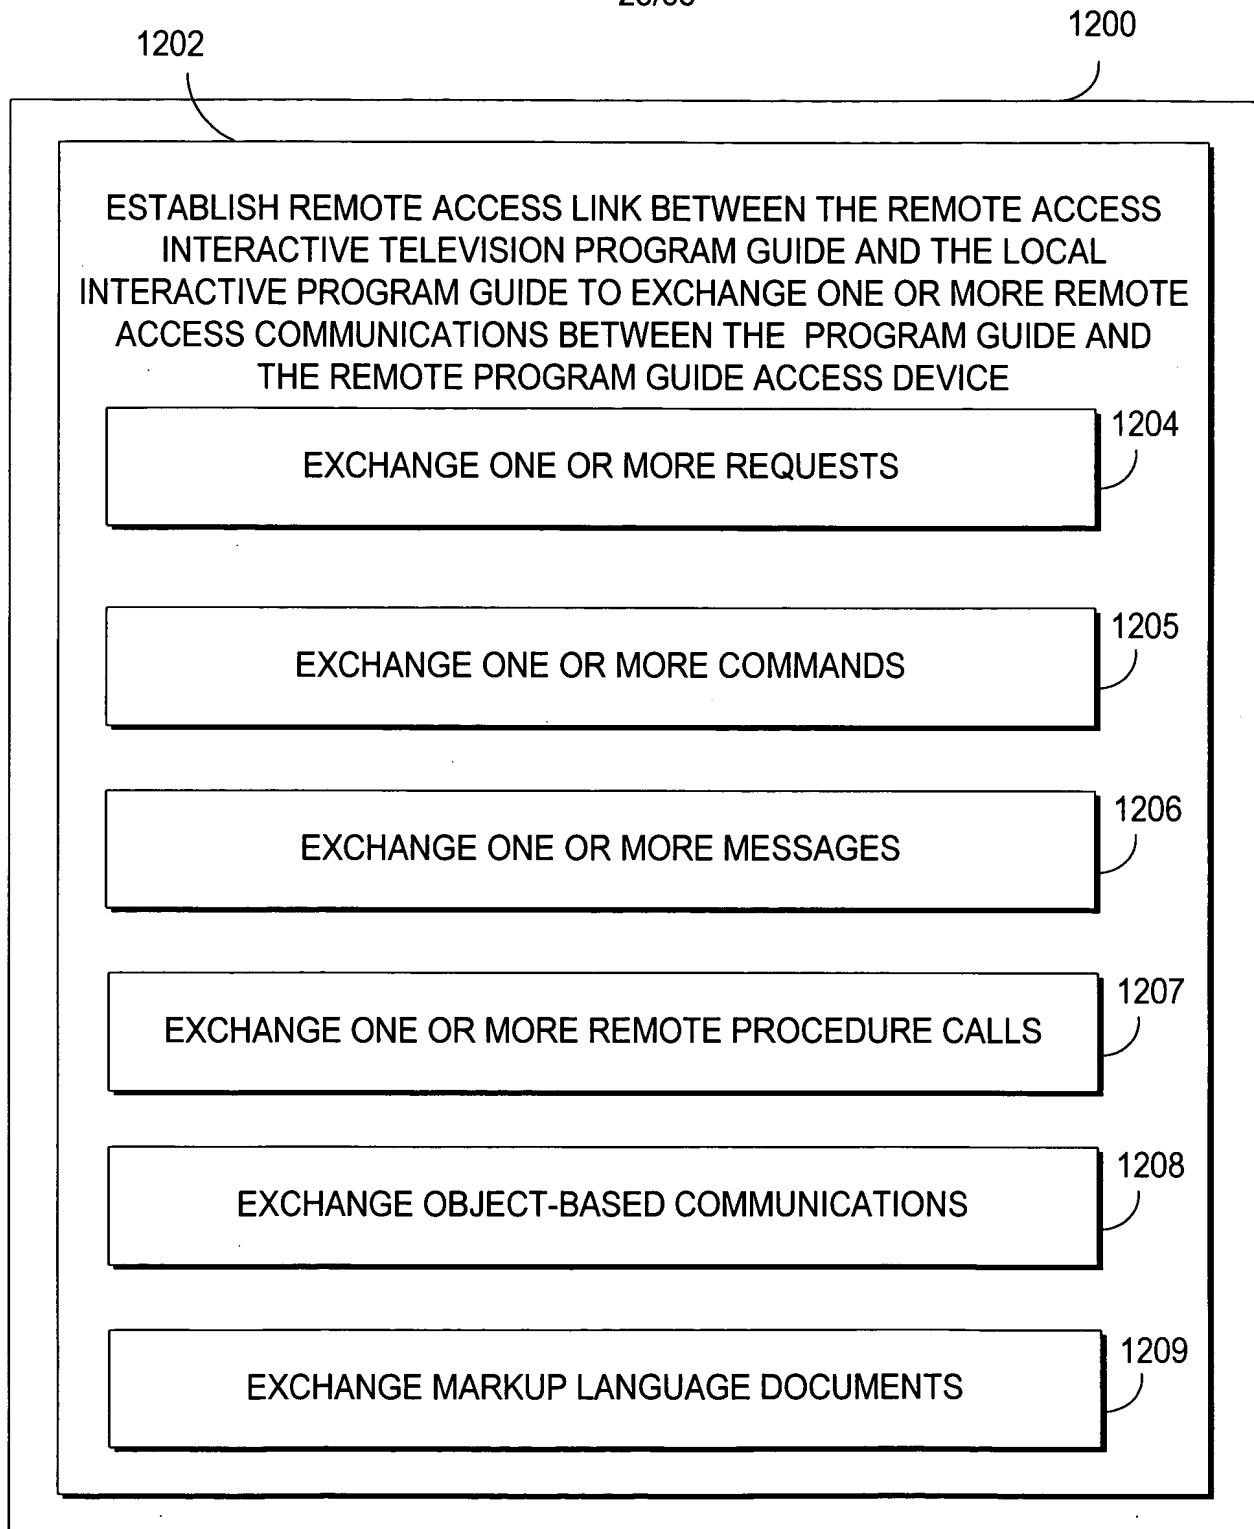 1202
1200
ESTABLISH REMOTE ACCESS LINK BETWEEN THE REMOTE ACCESS
INTERACTIVE TELEVISION PROGRAM GUIDE AND THE LOCAL
INTERACTIVE PROGRAM GUIDE TO EXCHANGE ONE OR MORE REMOTE
ACCESS COMMUNICATIONS BETWEEN THE PROGRAM GUIDE AND
THE REMOTE PROGRAM GUIDE ACCESS DEVICE
1204
EXCHANGE ONE OR MORE REQUESTS
1205
EXCHANGE ONE OR MORE COMMANDS
1206
EXCHANGE ONE OR MORE MESSAGES
1207
EXCHANGE ONE OR MORE REMOTE PROCEDURE CALLS
1208
EXCHANGE OBJECT-BASED COMMUNICATIONS
1209
EXCHANGE MARKUP LANGUAGE DOCUMENTS